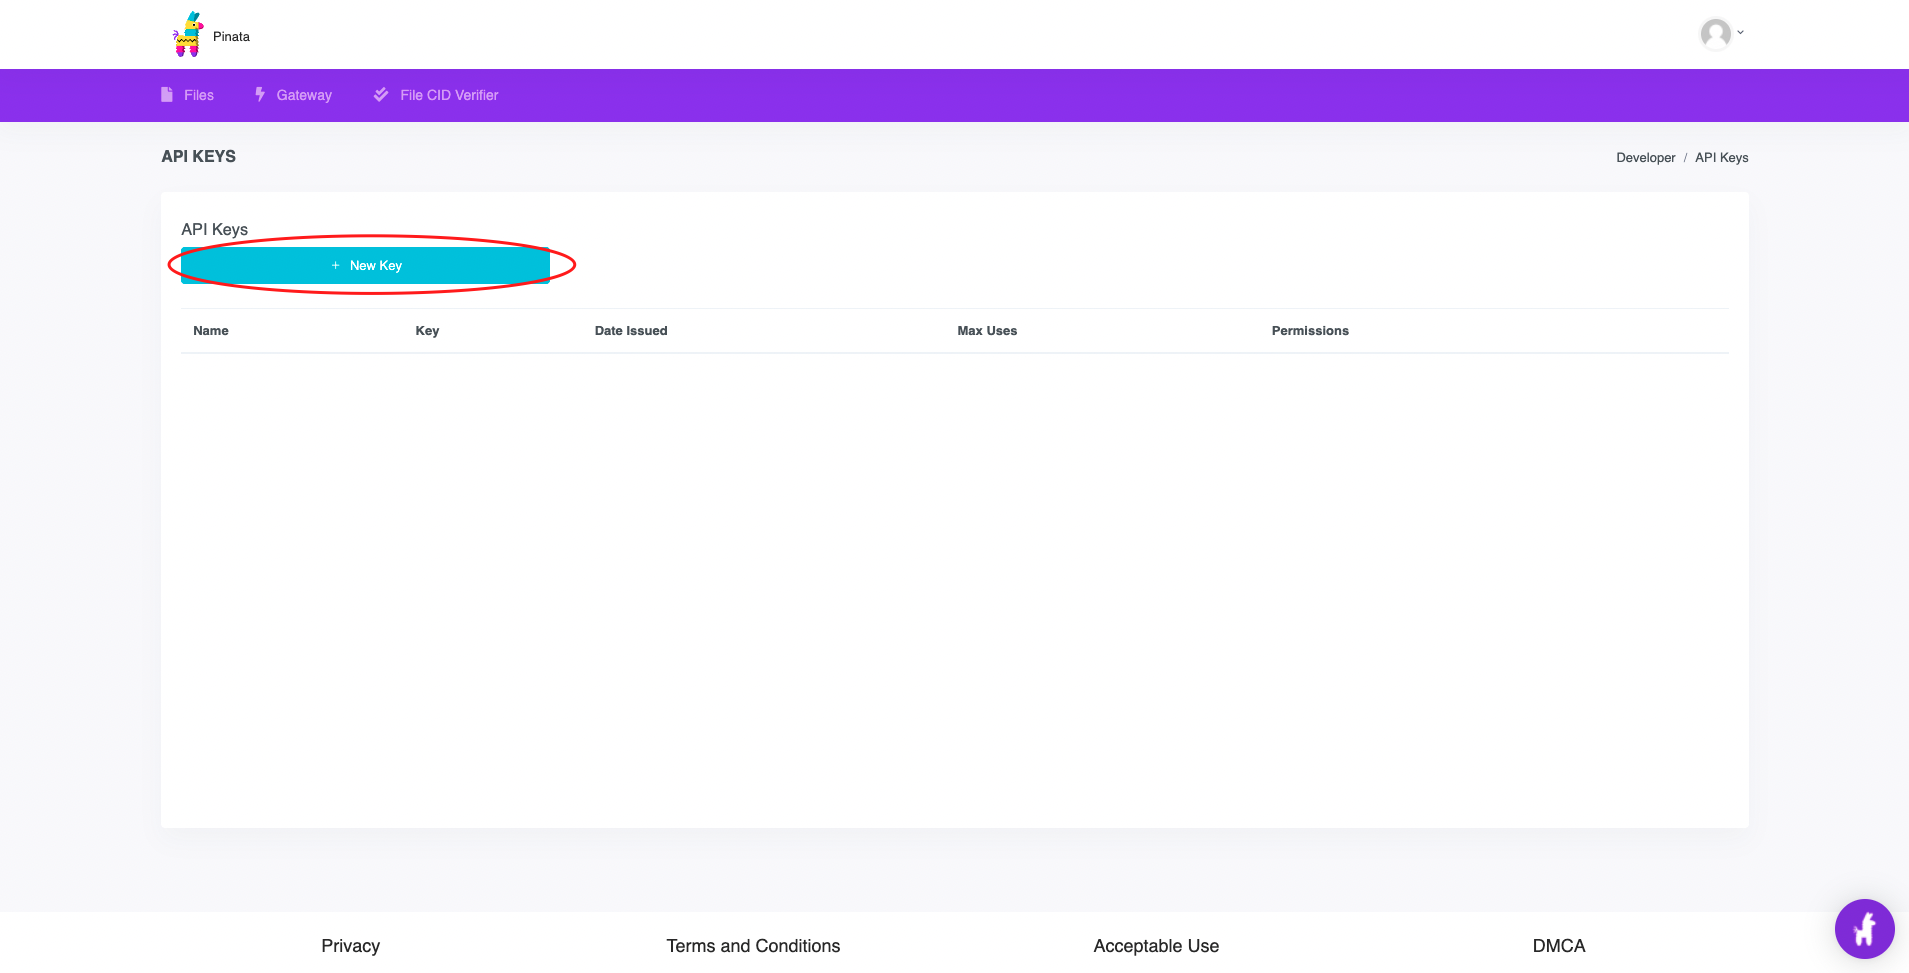 Pinata
Files Gateway File CID Verifier
API KEYS
Developer / API Keys
API Keys
+ New Key
Name Key Date Issued Max Uses Permissions
Privacy Terms and Conditions Acceptable Use DMCA